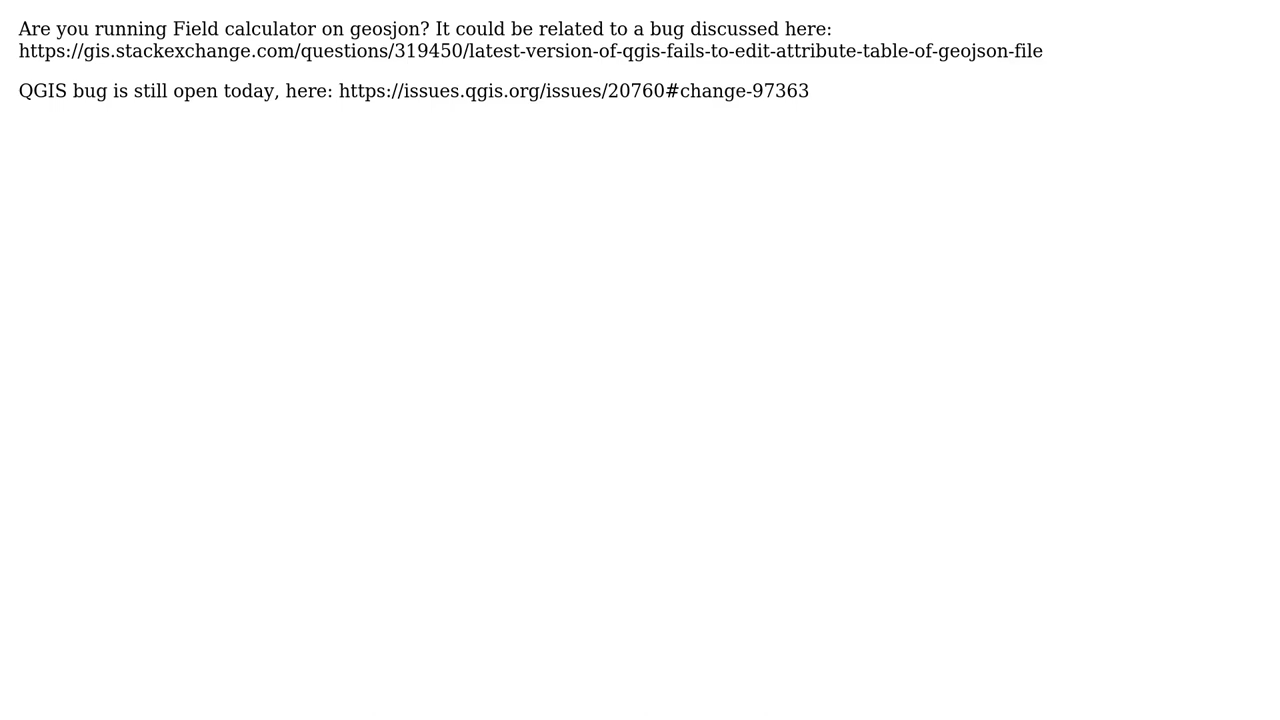 Are you running Field calculator on geosjon? It could be related to a bug discussed here:
https://gis.stackexchange.com/questions/319450/latest-version-of-qgis-fails-to-edit-attribute-table-of-geojson-file
QGIS bug is still open today, here: https://issues.qgis.org/issues/20760#change-97363